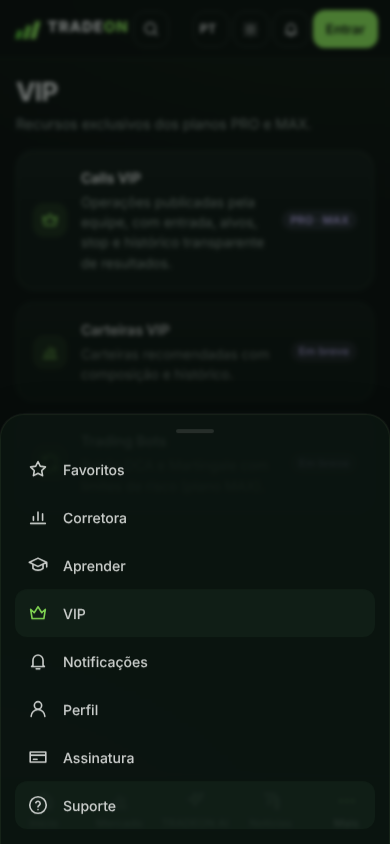 TRADEON
PT
Entrar
VIP
Recursos exclusivos dos planos PRO e MAX.
Calls VIP
Operações publicadas pela
equipe, com entrada, alvos,
stop e histórico transparente
de resultados.
PRO · MAX
Carteiras VIP
Carteiras recomendadas com
composição e histórico.
Em breve
Trading bots
Favoritos
Corretora
Aprender
VIP
Notificações
Perfil
Assinatura
Suporte